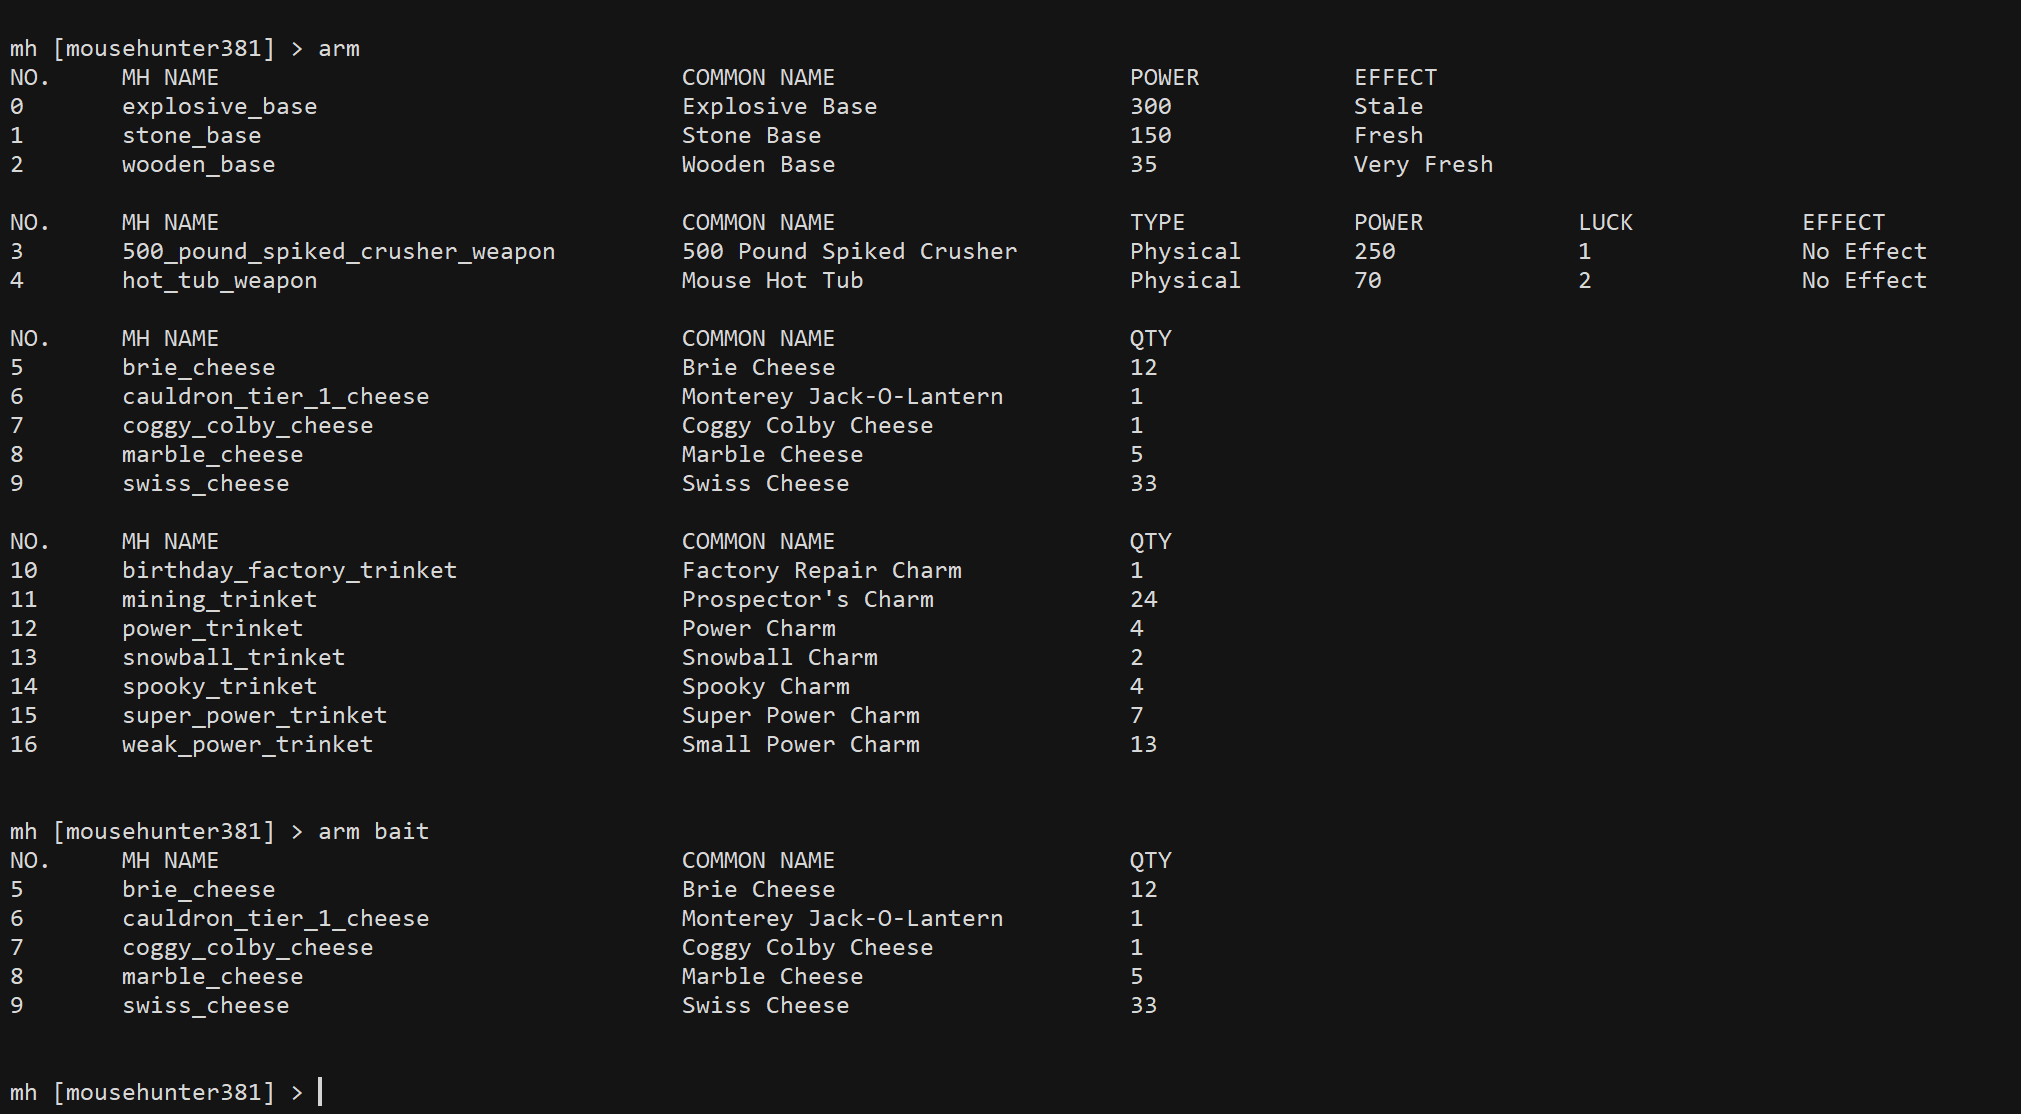 mh [mousehunter381] > arm
NO. MH NAME COMMON NAME POWER EFFECT
0 explosive_base Explosive Base 300 Stale
1 stone_base Stone Base 150 Fresh
2 wooden_base Wooden Base 35 Very Fresh
NO. MH NAME COMMON NAME TYPE POWER LUCK EFFECT
3 500_pound_spiked_crusher_weapon 500 Pound Spiked Crusher Physical 250 1 No Effect
4 hot_tub_weapon Mouse Hot Tub Physical 70 2 No Effect
NO. MH NAME COMMON NAME QTY
5 brie_cheese Brie Cheese 12
6 cauldron_tier_1_cheese Monterey Jack-O-Lantern 1
7 coggy_colby_cheese Coggy Colby Cheese 1
8 marble_cheese Marble Cheese 5
9 swiss_cheese Swiss Cheese 33
NO. MH NAME COMMON NAME QTY
10 birthday_factory_trinket Factory Repair Charm 1
11 mining_trinket Prospector's Charm 24
12 power_trinket Power Charm 4
13 snowball_trinket Snowball Charm 2
14 spooky_trinket Spooky Charm 4
15 super_power_trinket Super Power Charm 7
16 weak_power_trinket Small Power Charm 13
mh [mousehunter381] > arm bait
NO. MH NAME COMMON NAME QTY
5 brie_cheese Brie Cheese 12
6 cauldron_tier_1_cheese Monterey Jack-O-Lantern 1
7 coggy_colby_cheese Coggy Colby Cheese 1
8 marble_cheese Marble Cheese 5
9 swiss_cheese Swiss Cheese 33
mh [mousehunter381] >